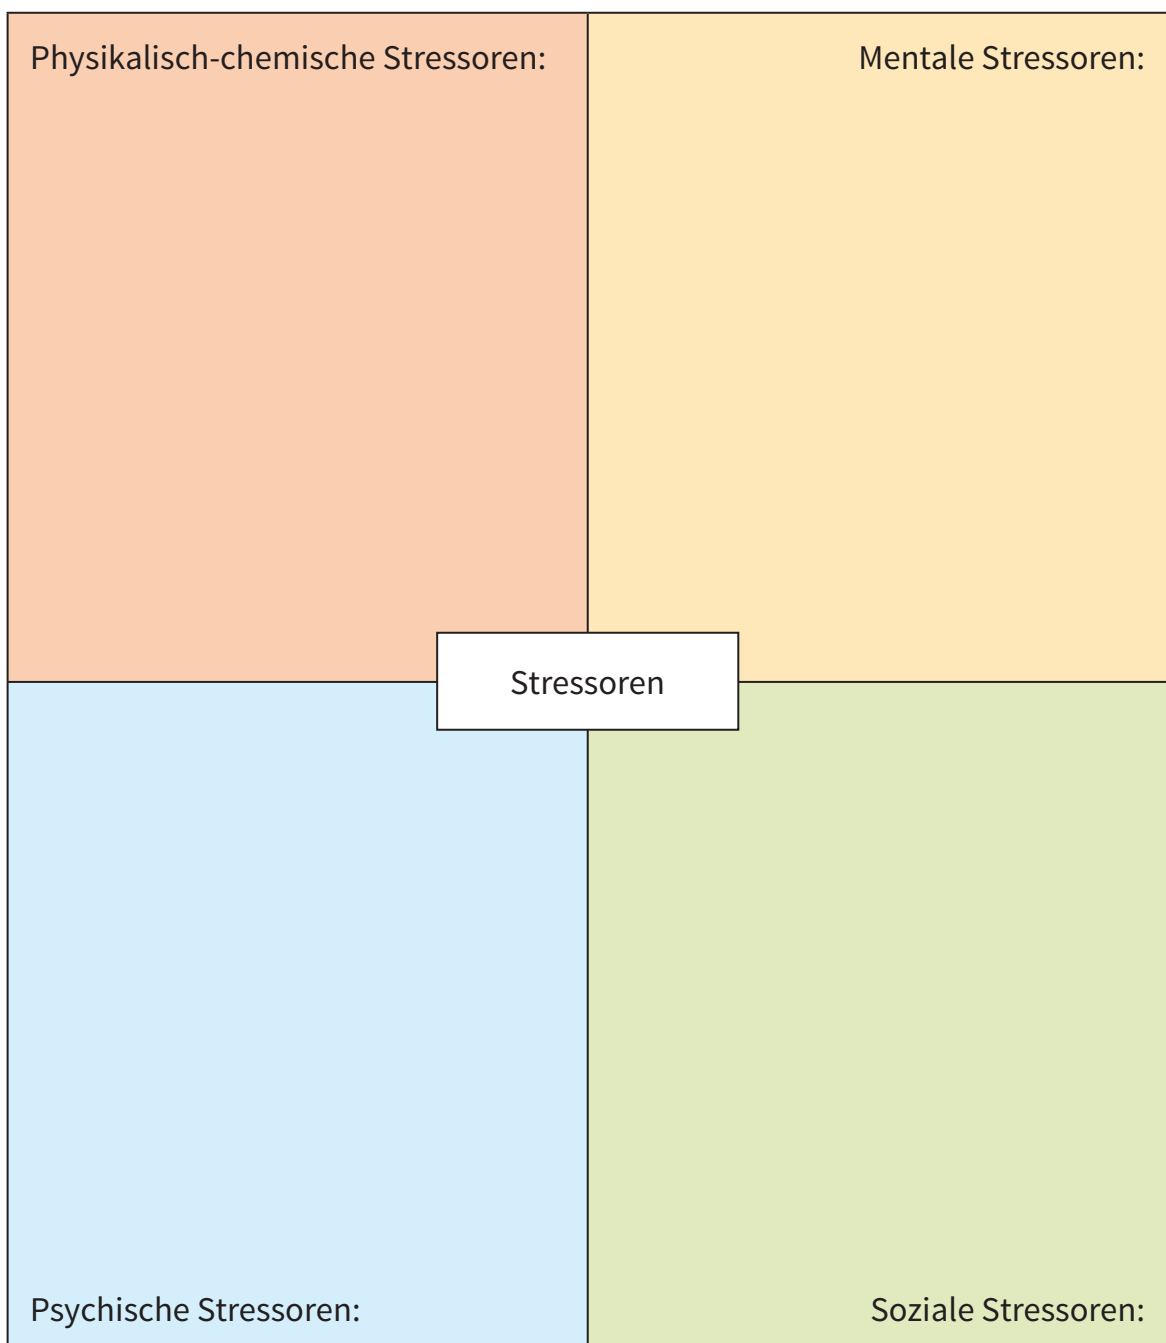 Physikalisch-chemische Stressoren:
Mentale Stressoren:
Stressoren
Psychische Stressoren:
Soziale Stressoren: